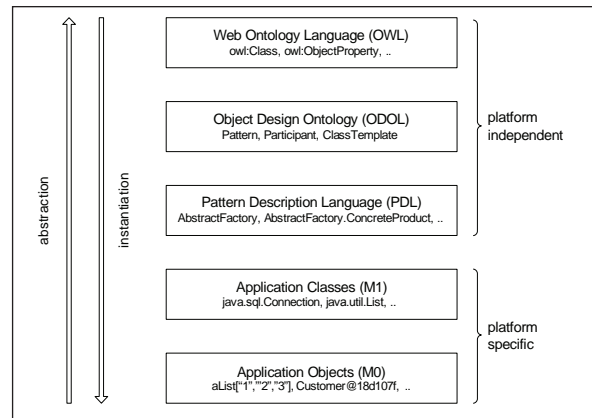 Web Ontology Language (OWL)
owl:Class, owl:ObjectProperty, ..
Object Design Ontology (ODOL)
Pattern, Participant, ClassTemplate
platform
independent
Pattern Description Language (PDL)
AbstractFactory, AbstractFactory.ConcreteProduct, ..
abstraction
instantiation
Application Classes (M1)
java.sql.Connection, java.util.List, ..
platform
specific
Application Objects (M0)
aList["1","2","3"], Customer@18d107f, ..